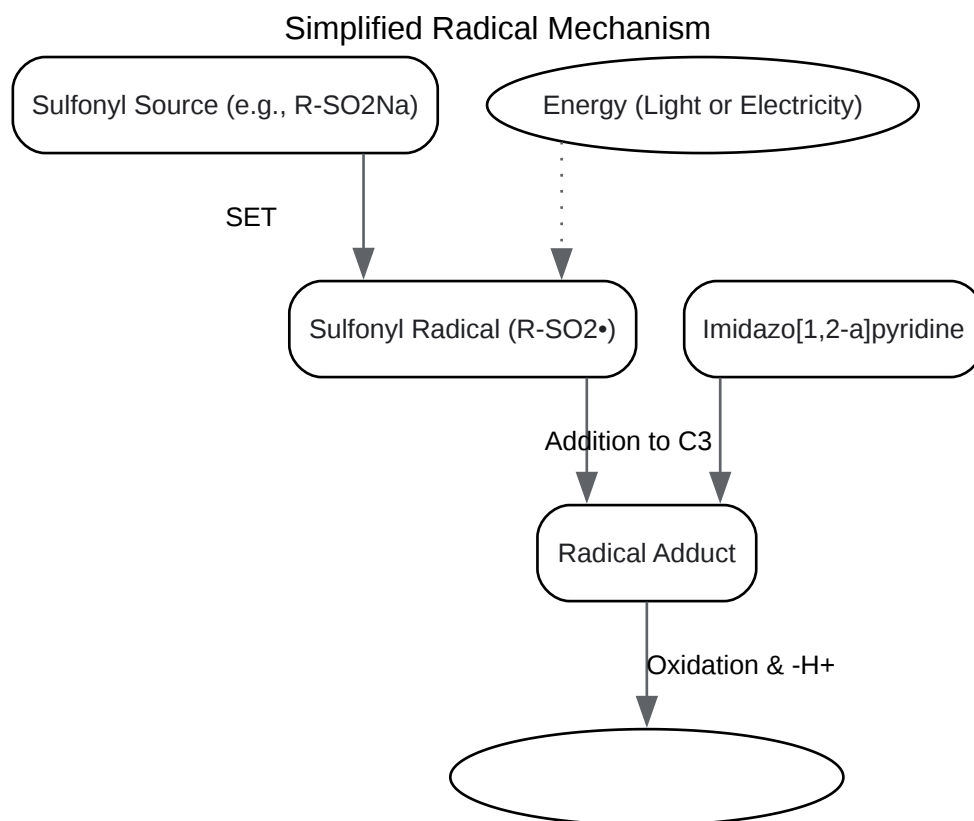 Simplified Radical Mechanism
Sulfonyl Source (e.g., R-SO2Na)
Energy (Light or Electricity)
SET
Sulfonyl Radical (R-SO2•)
Imidazo[1,2-a]pyridine
Addition to C3
Radical Adduct
Oxidation & -H+